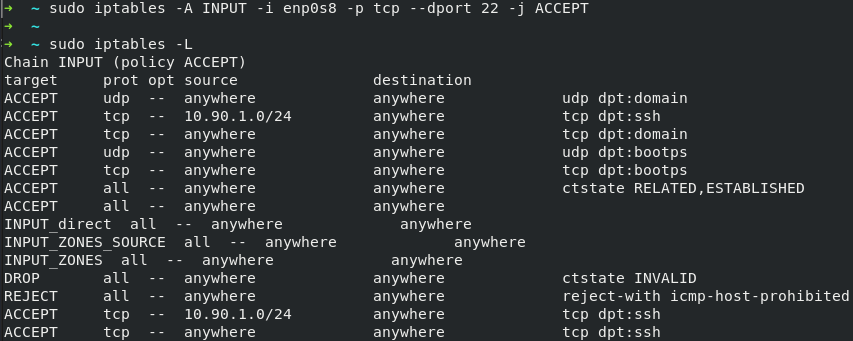 ➜  ~ sudo iptables -A INPUT -i enp0s8 -p tcp --dport 22 -j ACCEPT
➜  ~
➜  ~ sudo iptables -L
Chain INPUT (policy ACCEPT)
target     prot opt source               destination
ACCEPT     udp  --  anywhere             anywhere             udp dpt:domain
ACCEPT     tcp  --  10.90.1.0/24         anywhere             tcp dpt:ssh
ACCEPT     tcp  --  anywhere             anywhere             tcp dpt:domain
ACCEPT     udp  --  anywhere             anywhere             udp dpt:bootps
ACCEPT     tcp  --  anywhere             anywhere             tcp dpt:bootps
ACCEPT     all  --  anywhere             anywhere             ctstate RELATED,ESTABLISHED
ACCEPT     all  --  anywhere             anywhere
INPUT_direct  all  --  anywhere             anywhere
INPUT_ZONES_SOURCE  all  --  anywhere             anywhere
INPUT_ZONES  all  --  anywhere             anywhere
DROP       all  --  anywhere             anywhere             ctstate INVALID
REJECT     all  --  anywhere             anywhere             reject-with icmp-host-prohibited
ACCEPT     tcp  --  10.90.1.0/24         anywhere             tcp dpt:ssh
ACCEPT     tcp  --  anywhere             anywhere             tcp dpt:ssh